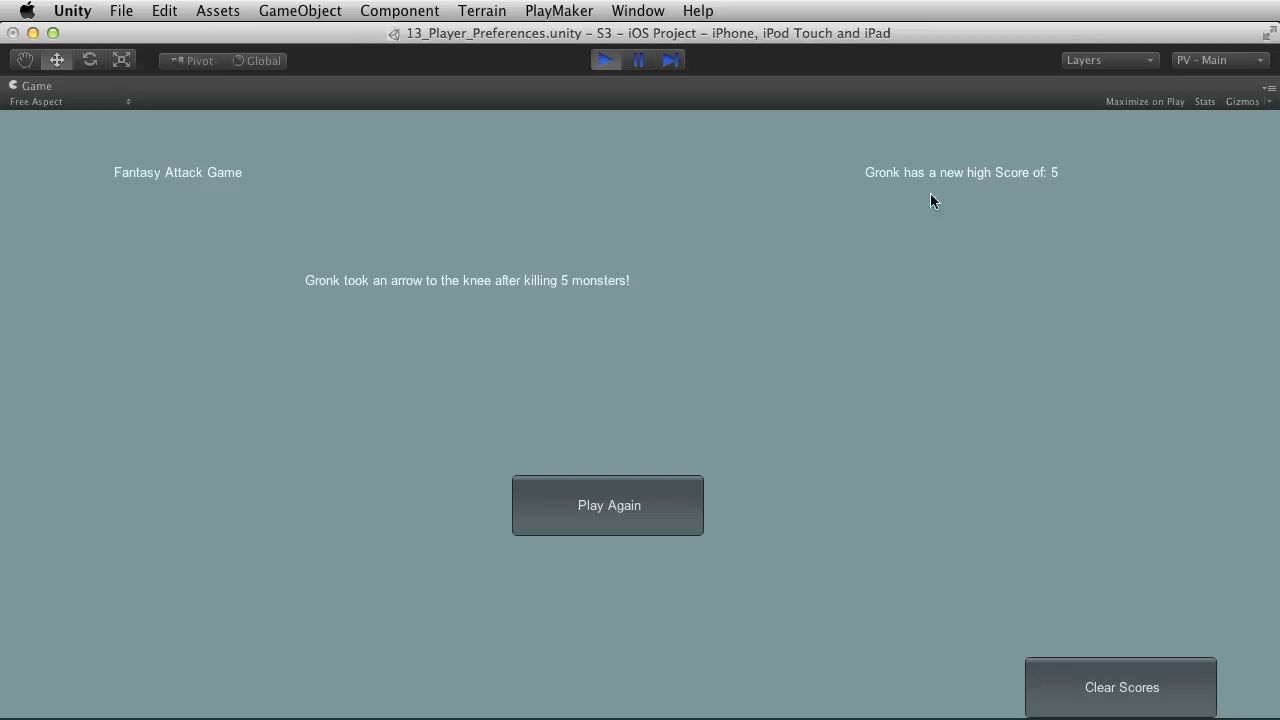 Unity File Edit Assets GameObject Component Terrain PlayMaker Window Help
13_Player_Preferences.unity - S3 - iOS Project - iPhone, iPod Touch and iPad
Pivot Global Layers PV - Main
Game
Free Aspect Maximize on Play Stats Gizmos
Fantasy Attack Game Gronk has a new high Score of: 5
Gronk took an arrow to the knee after killing 5 monsters!
Play Again
Clear Scores